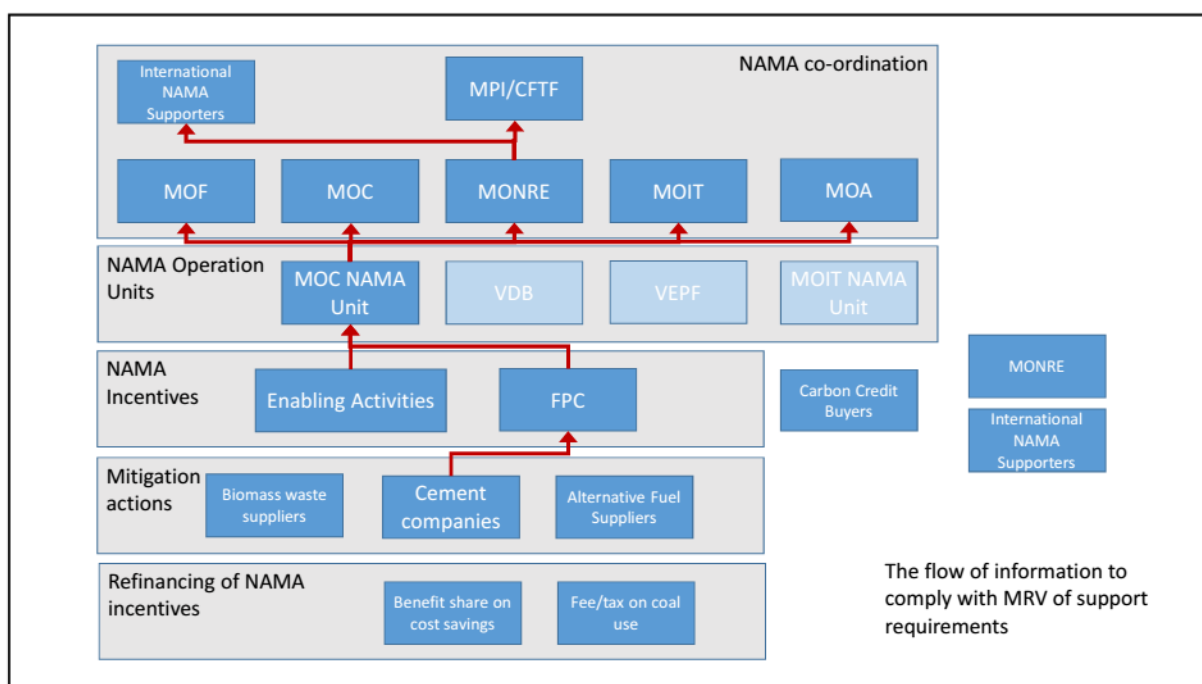 NAMA co-ordination
International
NAMA
Supporters
MPI/CFTF
MOF
MOC
MONRE
MOIT
MOA
NAMA Operation
Units
MOC NAMA
Unit
VDB
VEPF
MOIT NAMA
Unit
NAMA
Incentives
Enabling Activities
FPC
Carbon Credit
Buyers
MONRE
International
NAMA
Supporters
Mitigation
actions
Biomass waste
suppliers
Cement
companies
Alternative Fuel
Suppliers
Refinancing of NAMA
incentives
Benefit share on
cost savings
Fee/tax on coal
use
The flow of information to
comply with MRV of support
requirements